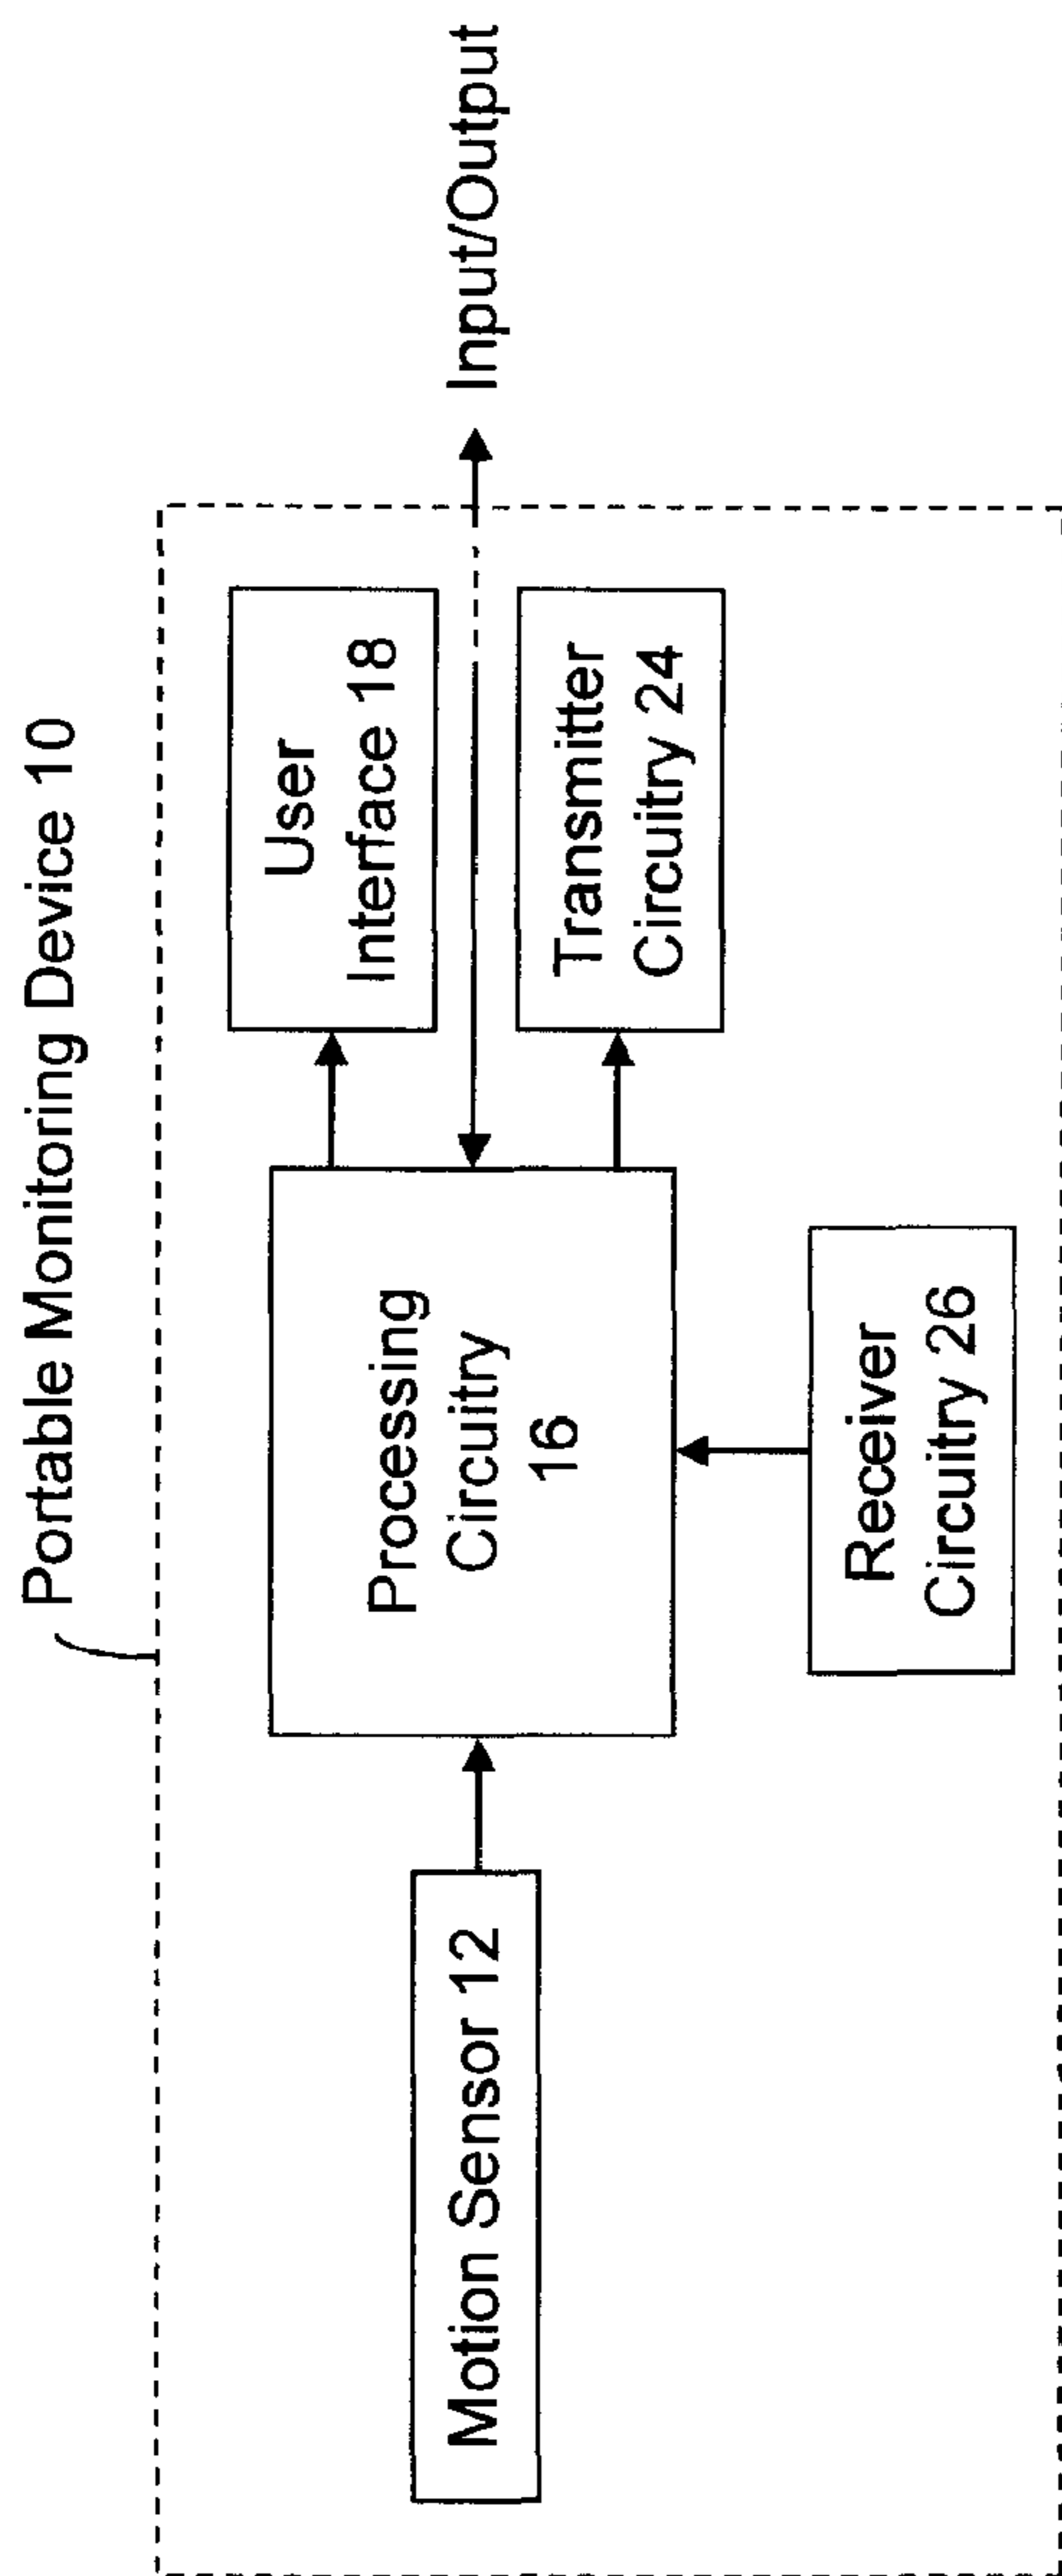 Portable Monitoring Device 10
Motion Sensor 12
Processing
Circuitry
16
User
Interface 18
Input/Output
Transmitter
Circuitry 24
Receiver
Circuitry 26